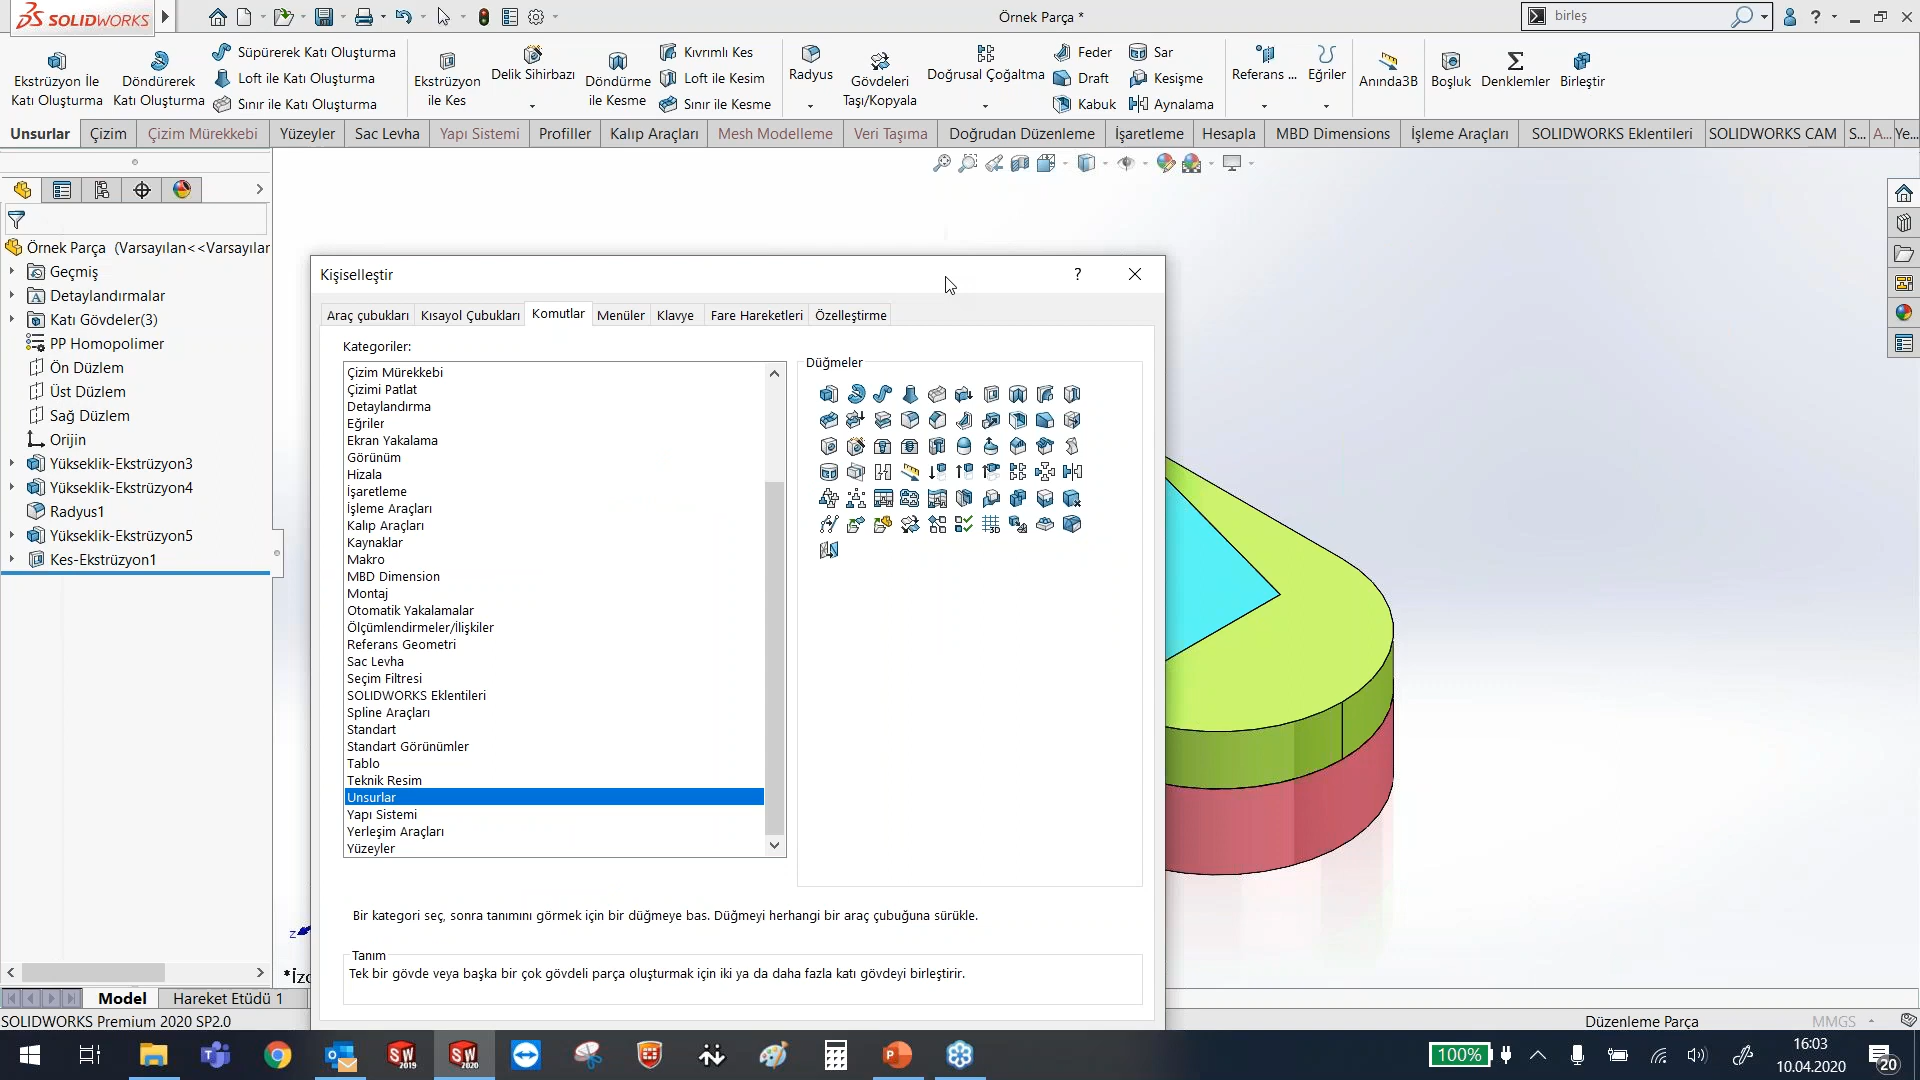 SOLIDWORKS
Örnek Parça *
birleş
Ekstrüzyon İle
Katı Oluşturma
Döndürerek
Katı Oluşturma
Süpürerek Katı Oluşturma
Loft ile Katı Oluşturma
Sınır ile Katı Oluşturma
Ekstrüzyon
ile Kes
Delik Sihirbazı
Döndürme
ile Kesme
Kıvrımlı Kes
Loft ile Kesim
Sınır ile Kesme
Radyus
Gövdeleri
Taşı/Kopyala
Doğrusal Çoğaltma
Feder
Draft
Kabuk
Sar
Kesişme
Aynalama
Referans ...
Eğriler
Anında3B
Boşluk
Denklemler
Birleştir
Unsurlar
Çizim
Çizim Mürekkebi
Yüzeyler
Sac Levha
Yapı Sistemi
Profiller
Kalıp Araçları
Mesh Modelleme
Veri Taşıma
Doğrudan Düzenleme
İşaretleme
Hesapla
MBD Dimensions
İşleme Araçları
SOLIDWORKS Eklentileri
SOLIDWORKS CAM
S...
A...
Ye...
Örnek Parça (Varsayılan<<Varsayılar
Geçmiş
Detaylandırmalar
Katı Gövdeler(3)
PP Homopolimer
Ön Düzlem
Üst Düzlem
Sağ Düzlem
Orijin
Yükseklik-Ekstrüzyon3
Yükseklik-Ekstrüzyon4
Radyus1
Yükseklik-Ekstrüzyon5
Kes-Ekstrüzyon1
Kişiselleştir
?
Araç çubukları
Kısayol Çubukları
Komutlar
Menüler
Klavye
Fare Hareketleri
Özelleştirme
Kategoriler:
Çizim Mürekkebi
Çizimi Patlat
Detaylandırma
Eğriler
Ekran Yakalama
Görünüm
Hizala
İşaretleme
İşleme Araçları
Kalıp Araçları
Kaynaklar
Makro
MBD Dimension
Montaj
Otomatik Yakalamalar
Ölçümlendirmeler/İlişkiler
Referans Geometri
Sac Levha
Seçim Filtresi
SOLIDWORKS Eklentileri
Spline Araçları
Standart
Standart Görünümler
Tablo
Teknik Resim
Unsurlar
Yapı Sistemi
Yerleşim Araçları
Yüzeyler
Düğmeler
Bir kategori seç, sonra tanımını görmek için bir düğmeye bas. Düğmeyi herhangi bir araç çubuğuna sürükle.
Tanım
Tek bir gövde veya başka bir çok gövdeli parça oluşturmak için iki ya da daha fazla katı gövdeyi birleştirir.
z
*İzo
Model
Hareket Etüdü 1
SOLIDWORKS Premium 2020 SP2.0
Düzenleme Parça
MMGS
100%
16:03
10.04.2020
20